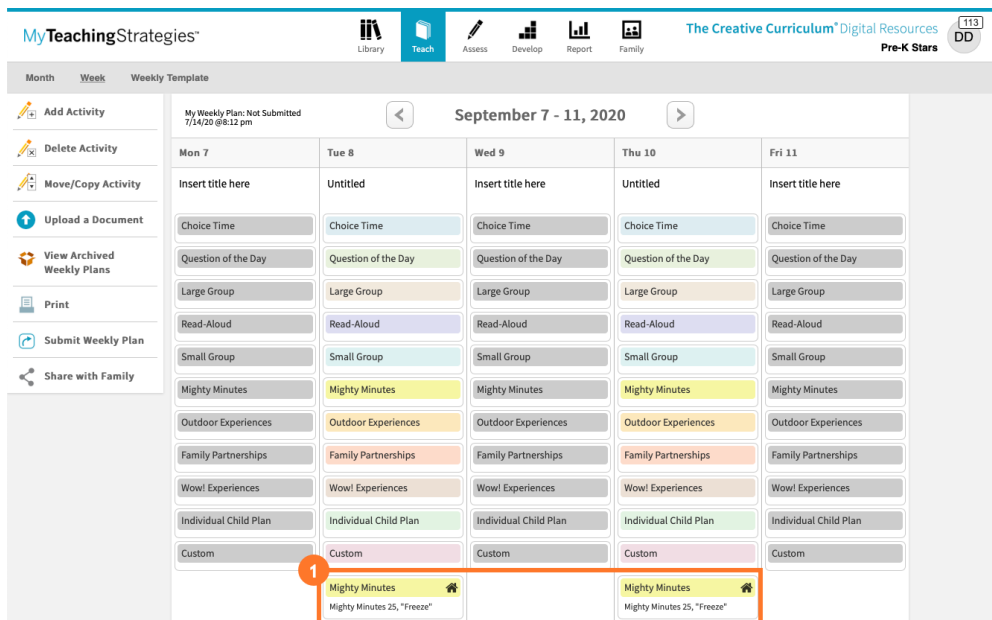 MyTeachingStrategies™
Library
Teach
Assess
Develop
Report
Family
The Creative Curriculum® Digital Resources
Pre-K Stars
113
DD
Month
Week
Weekly Template
Add Activity
Delete Activity
Move/Copy Activity
Upload a Document
View Archived
Weekly Plans
Print
Submit Weekly Plan
Share with Family
My Weekly Plan: Not Submitted
7/14/20 @8:12 pm
September 7 - 11, 2020
Mon 7
Tue 8
Wed 9
Thu 10
Fri 11
Insert title here
Untitled
Insert title here
Untitled
Insert title here
Choice Time
Choice Time
Choice Time
Choice Time
Choice Time
Question of the Day
Question of the Day
Question of the Day
Question of the Day
Question of the Day
Large Group
Large Group
Large Group
Large Group
Large Group
Read-Aloud
Read-Aloud
Read-Aloud
Read-Aloud
Read-Aloud
Small Group
Small Group
Small Group
Small Group
Small Group
Mighty Minutes
Mighty Minutes
Mighty Minutes
Mighty Minutes
Mighty Minutes
Outdoor Experiences
Outdoor Experiences
Outdoor Experiences
Outdoor Experiences
Outdoor Experiences
Family Partnerships
Family Partnerships
Family Partnerships
Family Partnerships
Family Partnerships
Wow! Experiences
Wow! Experiences
Wow! Experiences
Wow! Experiences
Wow! Experiences
Individual Child Plan
Individual Child Plan
Individual Child Plan
Individual Child Plan
Individual Child Plan
Custom
Custom
Custom
Custom
Custom
1
Mighty Minutes
Mighty Minutes 25, "Freeze"
Mighty Minutes
Mighty Minutes 25, "Freeze"